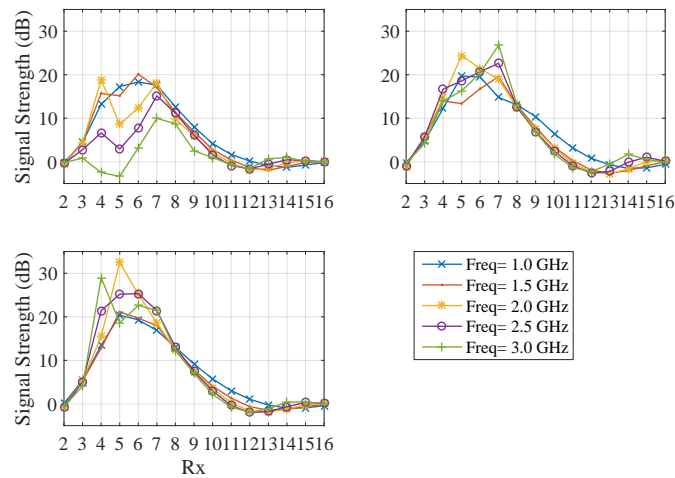 Signal Strength (dB)
30
20
10
0
2 3 4 5 6 7 8 9 10 11 12 13 14 15 16
30
20
10
0
2 3 4 5 6 7 8 9 10 11 12 13 14 15 16
Signal Strength (dB)
30
20
10
0
2 3 4 5 6 7 8 9 10 11 12 13 14 15 16
Rx
Freq= 1.0 GHz
Freq= 1.5 GHz
Freq= 2.0 GHz
Freq= 2.5 GHz
Freq= 3.0 GHz